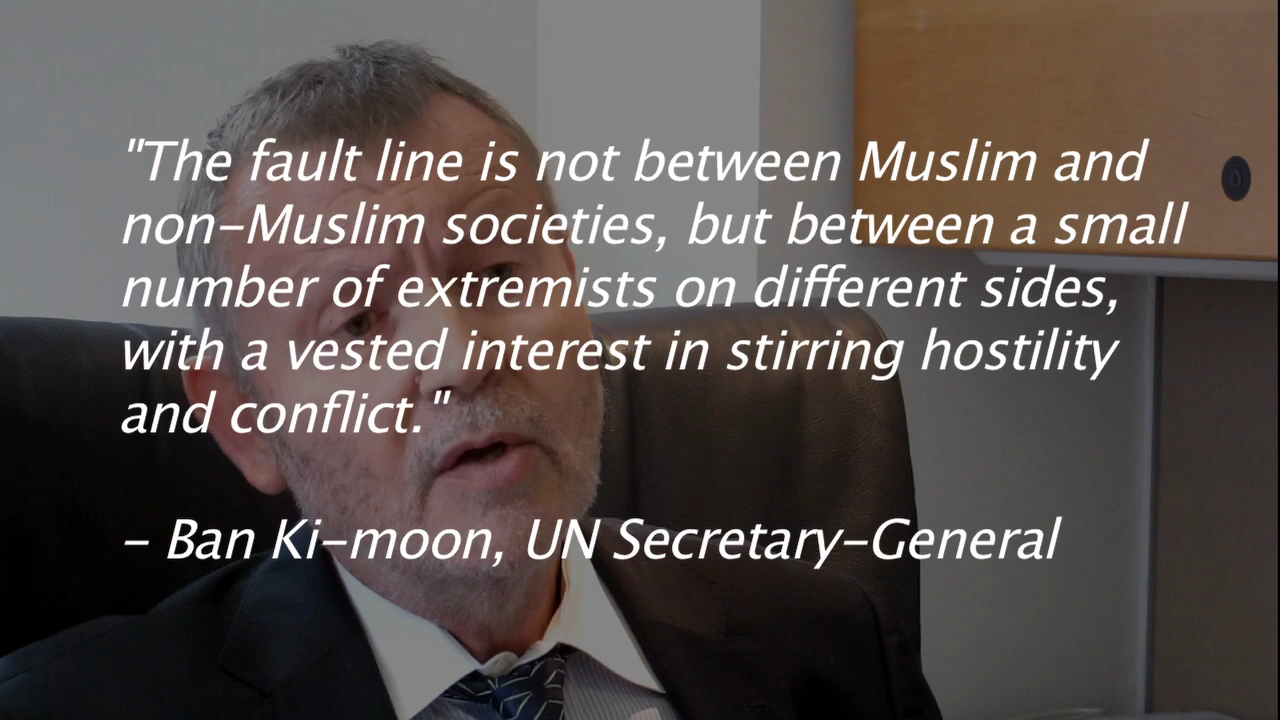 "The fault line is not between Muslim and
non-Muslim societies, but between a small
number of extremists on different sides,
with a vested interest in stirring hostility
and conflict."
- Ban Ki-moon, UN Secretary-General